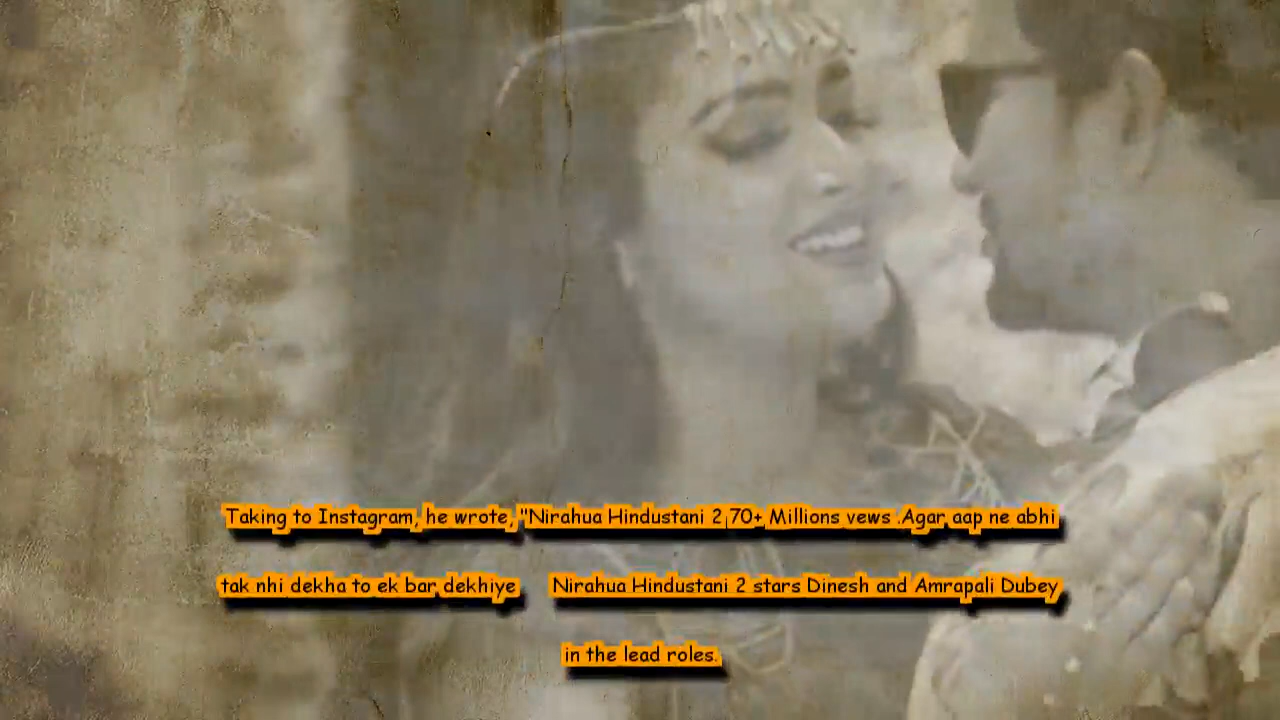 Taking to Instagram, he wrote, "Nirahua Hindustani 2 70+ Millions vews .Agar aap ne abhi
tak nhi dekha to ek bar dekhiye Nirahua Hindustani 2 stars Dinesh and Amrapali Dubey
in the lead roles.